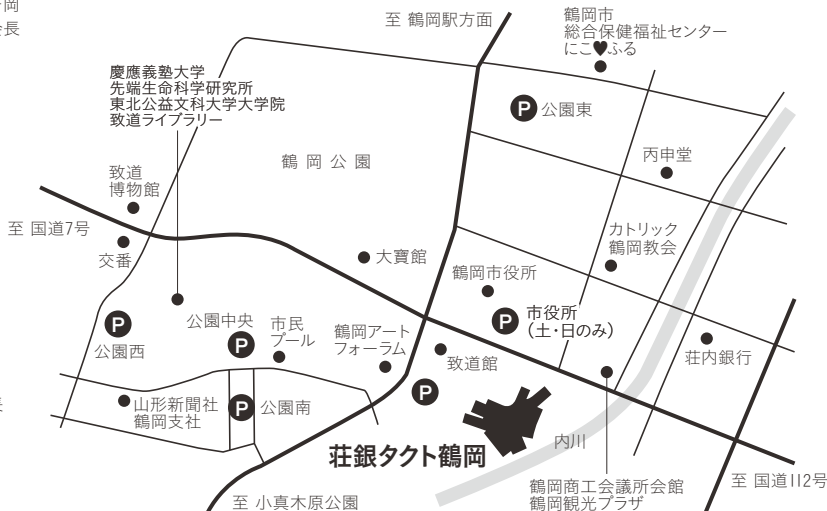 岡
会長
至 鶴岡駅方面
鶴岡市
総合保健福祉センター
にこ♥ふる
慶應義塾大学
先端生命科学研究所
東北公益文科大学大学院
致道ライブラリー
P 公園東
鶴岡公園
丙申堂
致道
博物館
至 国道7号
交番
カトリック
鶴岡教会
大寶館
鶴岡市役所
P 市役所
(土・日のみ)
P
公園西
公園中央
P
市民
プール
鶴岡アート
フォーラム
致道館
P
荘内銀行
山形新聞社
鶴岡支社
P 公園南
荘銀タクト鶴岡
内川
至 国道112号
至 小真木原公園
鶴岡商工会議所会館
鶴岡観光プラザ